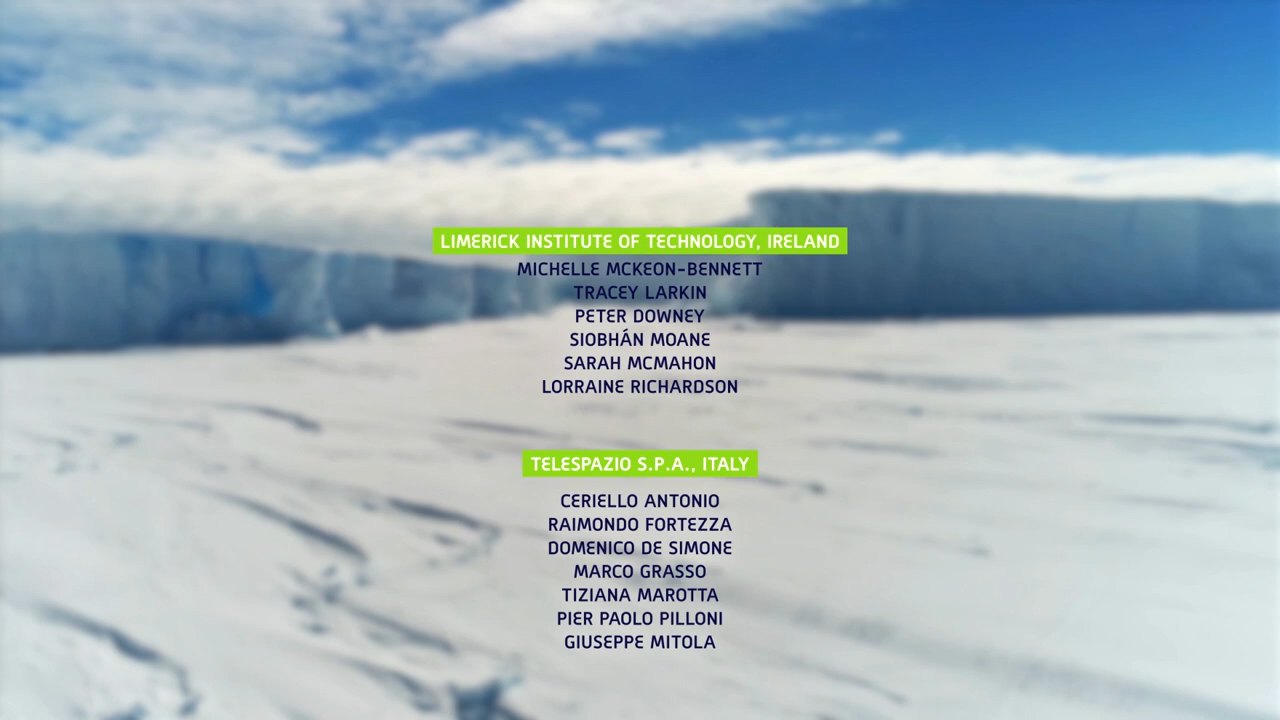 LIMERICK INSTITUTE OF TECHNOLOGY, IRELAND
MICHELLE MCKEON-BENNETT
TRACEY LARKIN
PETER DOWNEY
SIOBHÁN MOANE
SARAH MCMAHON
LORRAINE RICHARDSON
TELESPAZIO S.P.A., ITALY
CERIELLO ANTONIO
RAIMONDO FORTEZZA
DOMENICO DE SIMONE
MARCO GRASSO
TIZIANA MAROTTA
PIER PAOLO PILLONI
GIUSEPPE MITOLA